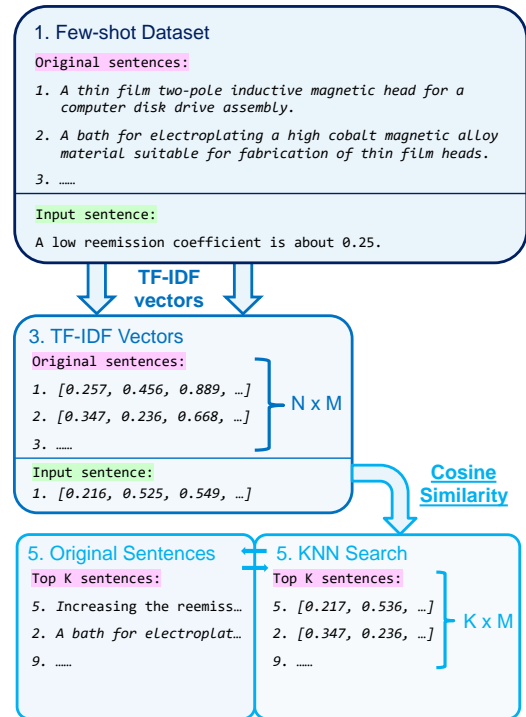 1. Few-shot Dataset
Original sentences:
1. A thin film two-pole inductive magnetic head for a
computer disk drive assembly.
2. A bath for electroplating a high cobalt magnetic alloy
material suitable for fabrication of thin film heads.
3. ……
Input sentence:
A low reemission coefficient is about 0.25.
TF-IDF
vectors
3. TF-IDF Vectors
Original sentences:
1. [0.257, 0.456, 0.889, …]
2. [0.347, 0.236, 0.668, …]
3. ……
N x M
Input sentence:
1. [0.216, 0.525, 0.549, …]
Cosine
Similarity
5. Original Sentences
Top K sentences:
5. Increasing the reemiss…
2. A bath for electroplat…
9. ……
5. KNN Search
Top K sentences:
5. [0.217, 0.536, …]
2. [0.347, 0.236, …]
9. ……
K x M